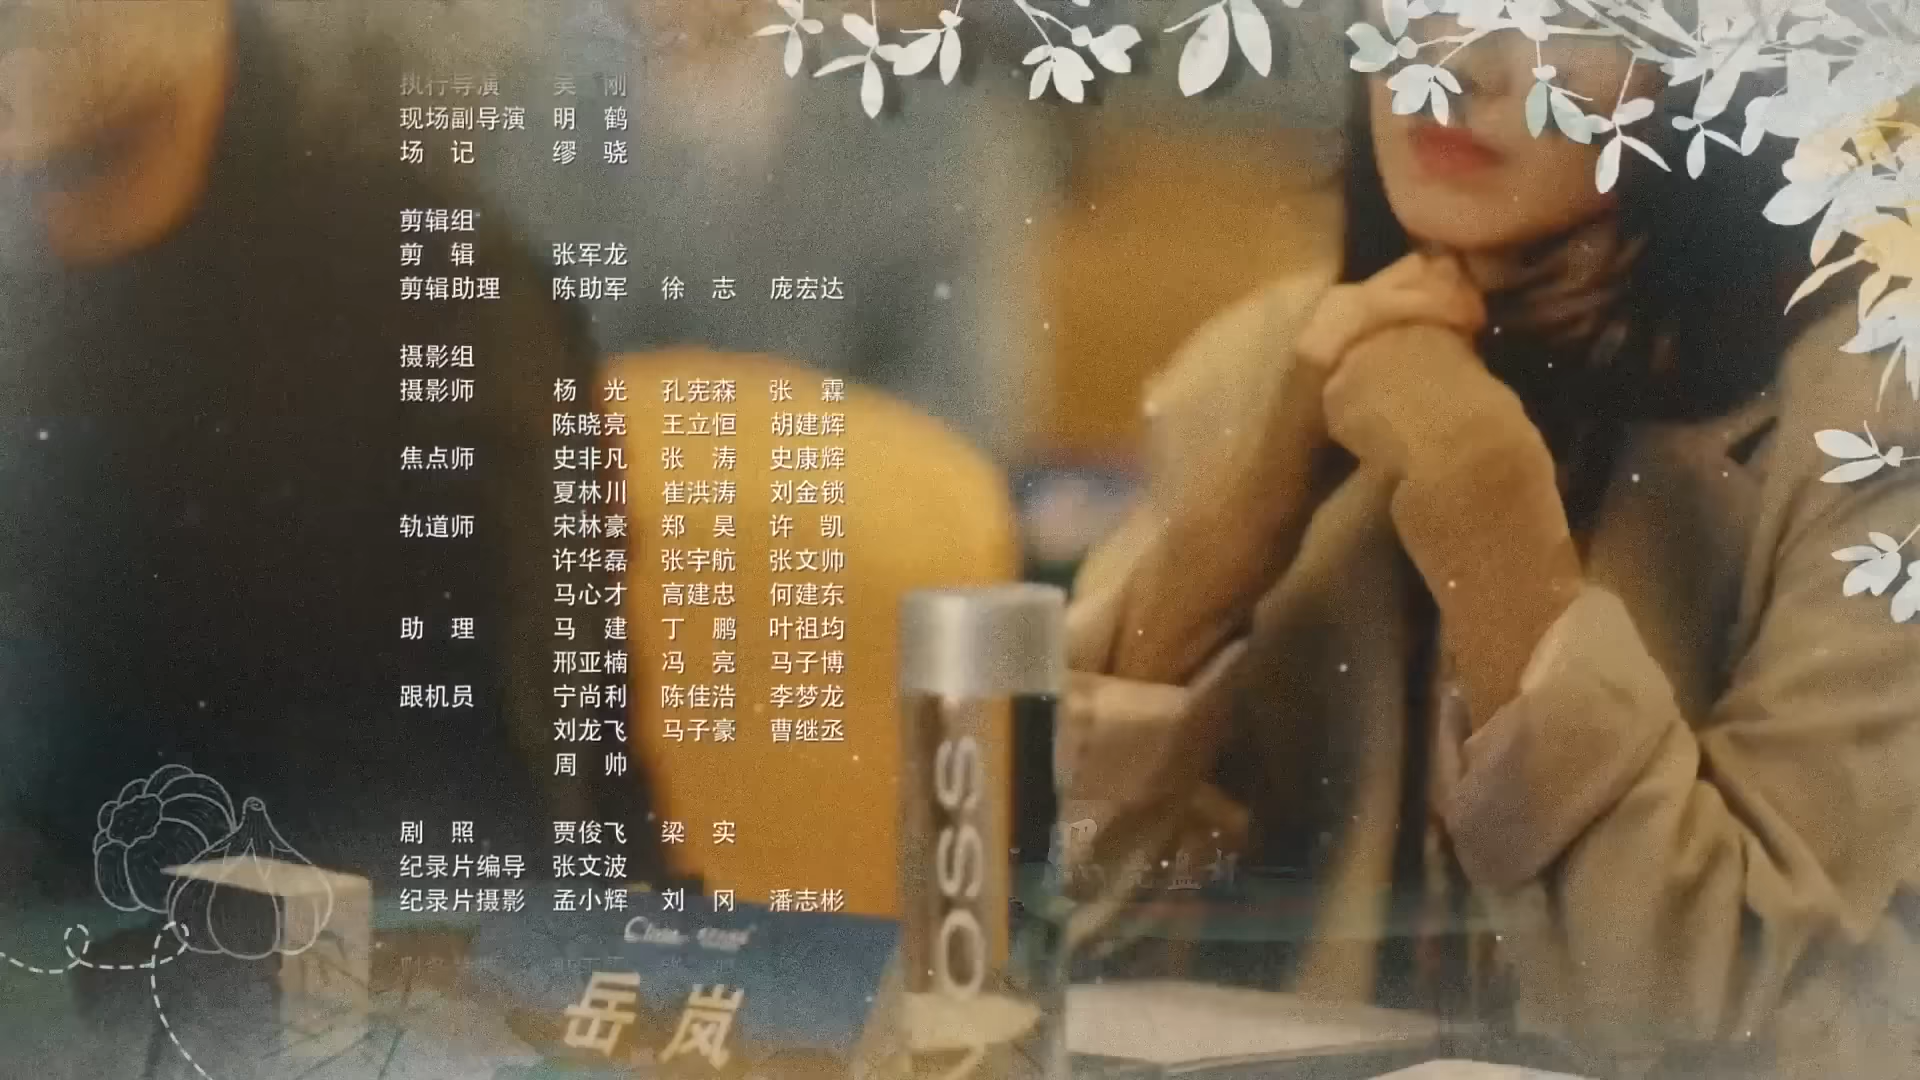 执行导演 吴 刚
现场副导演 明 鹤
场 记 缪 骁
剪辑组
剪 辑 张军龙
剪辑助理 陈助军 徐 志 庞宏达
摄影组
摄影师 杨 光 孔宪森 张 霖
陈晓亮 王立恒 胡建辉
焦点师 史非凡 张 涛 史康辉
夏林川 崔洪涛 刘金锁
轨道师 宋林豪 郑 昊 许 凯
许华磊 张宇航 张文帅
马心才 高建忠 何建东
助 理 马 建 丁 鹏 叶祖均
邢亚楠 冯 亮 马子博
跟机员 宁尚利 陈佳浩 李梦龙
刘龙飞 马子豪 曹继丞
周 帅
剧 照 贾俊飞 梁 实
纪录片编导 张文波
纪录片摄影 孟小辉 刘 冈 潘志彬
岳 岚
OSS